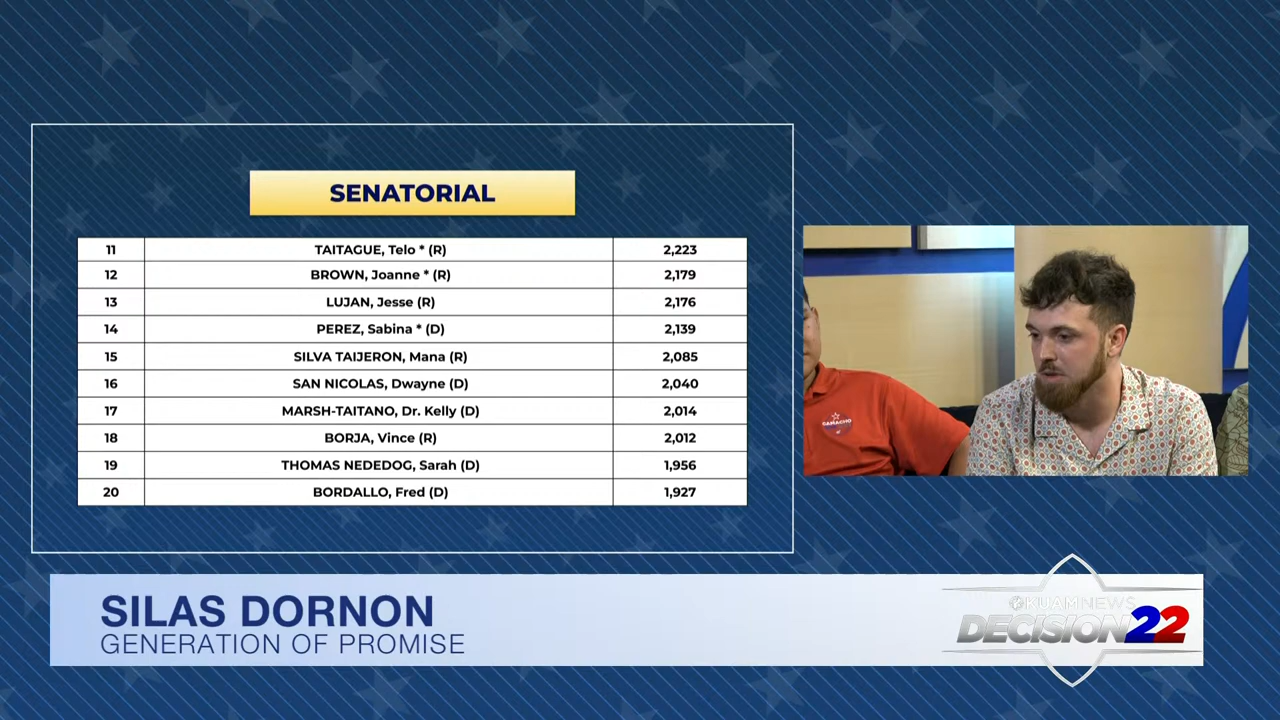 SENATORIAL
11 TAITAGUE, Telo * (R) 2,223
12 BROWN, Joanne * (R) 2,179
13 LUJAN, Jesse (R) 2,176
14 PEREZ, Sabina * (D) 2,139
15 SILVA TAIJERON, Mana (R) 2,085
16 SAN NICOLAS, Dwayne (D) 2,040
17 MARSH-TAITANO, Dr. Kelly (D) 2,014
18 BORJA, Vince (R) 2,012
19 THOMAS NEDEDOG, Sarah (D) 1,956
20 BORDALLO, Fred (D) 1,927
CAMACHO
SILAS DORNON
GENERATION OF PROMISE
KUAM NEWS
DECISION 22